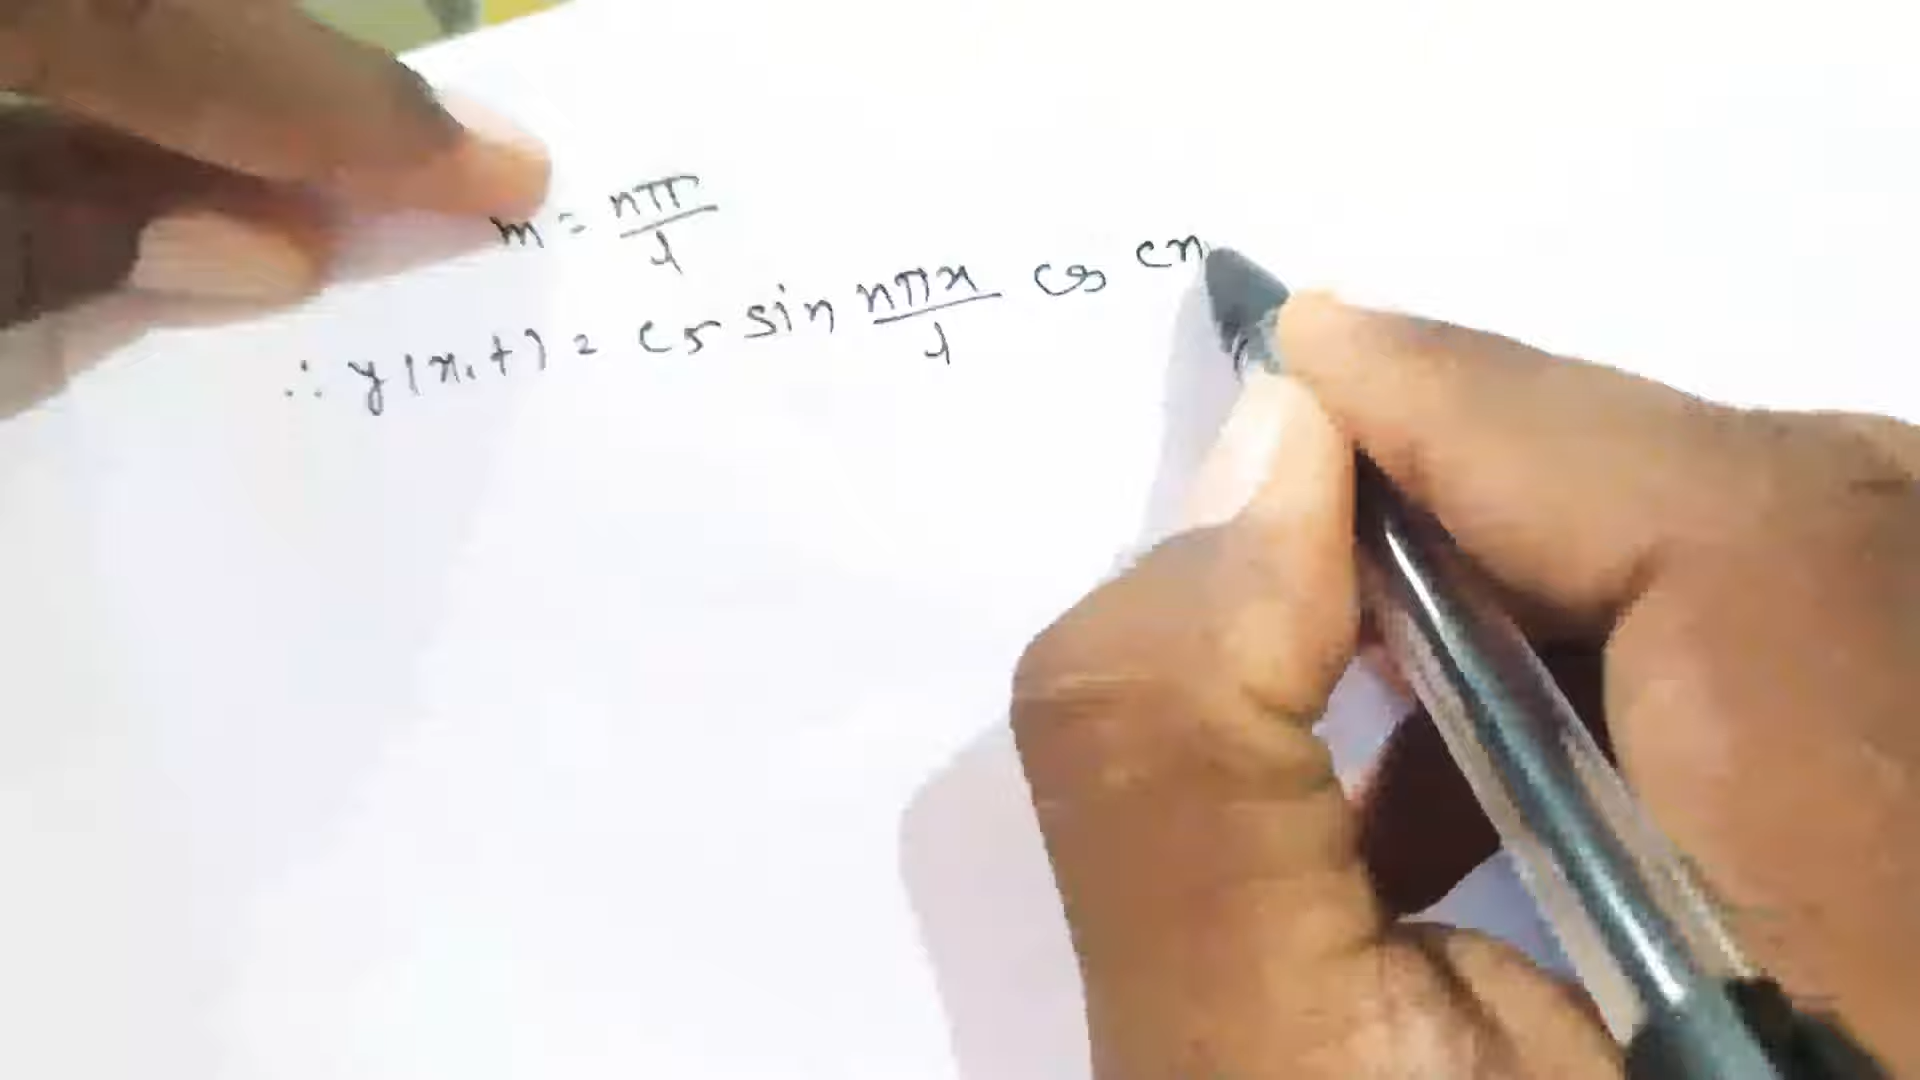 m = nπ/l
∴ y(x,t) = c5 sin nπx/l cos cn